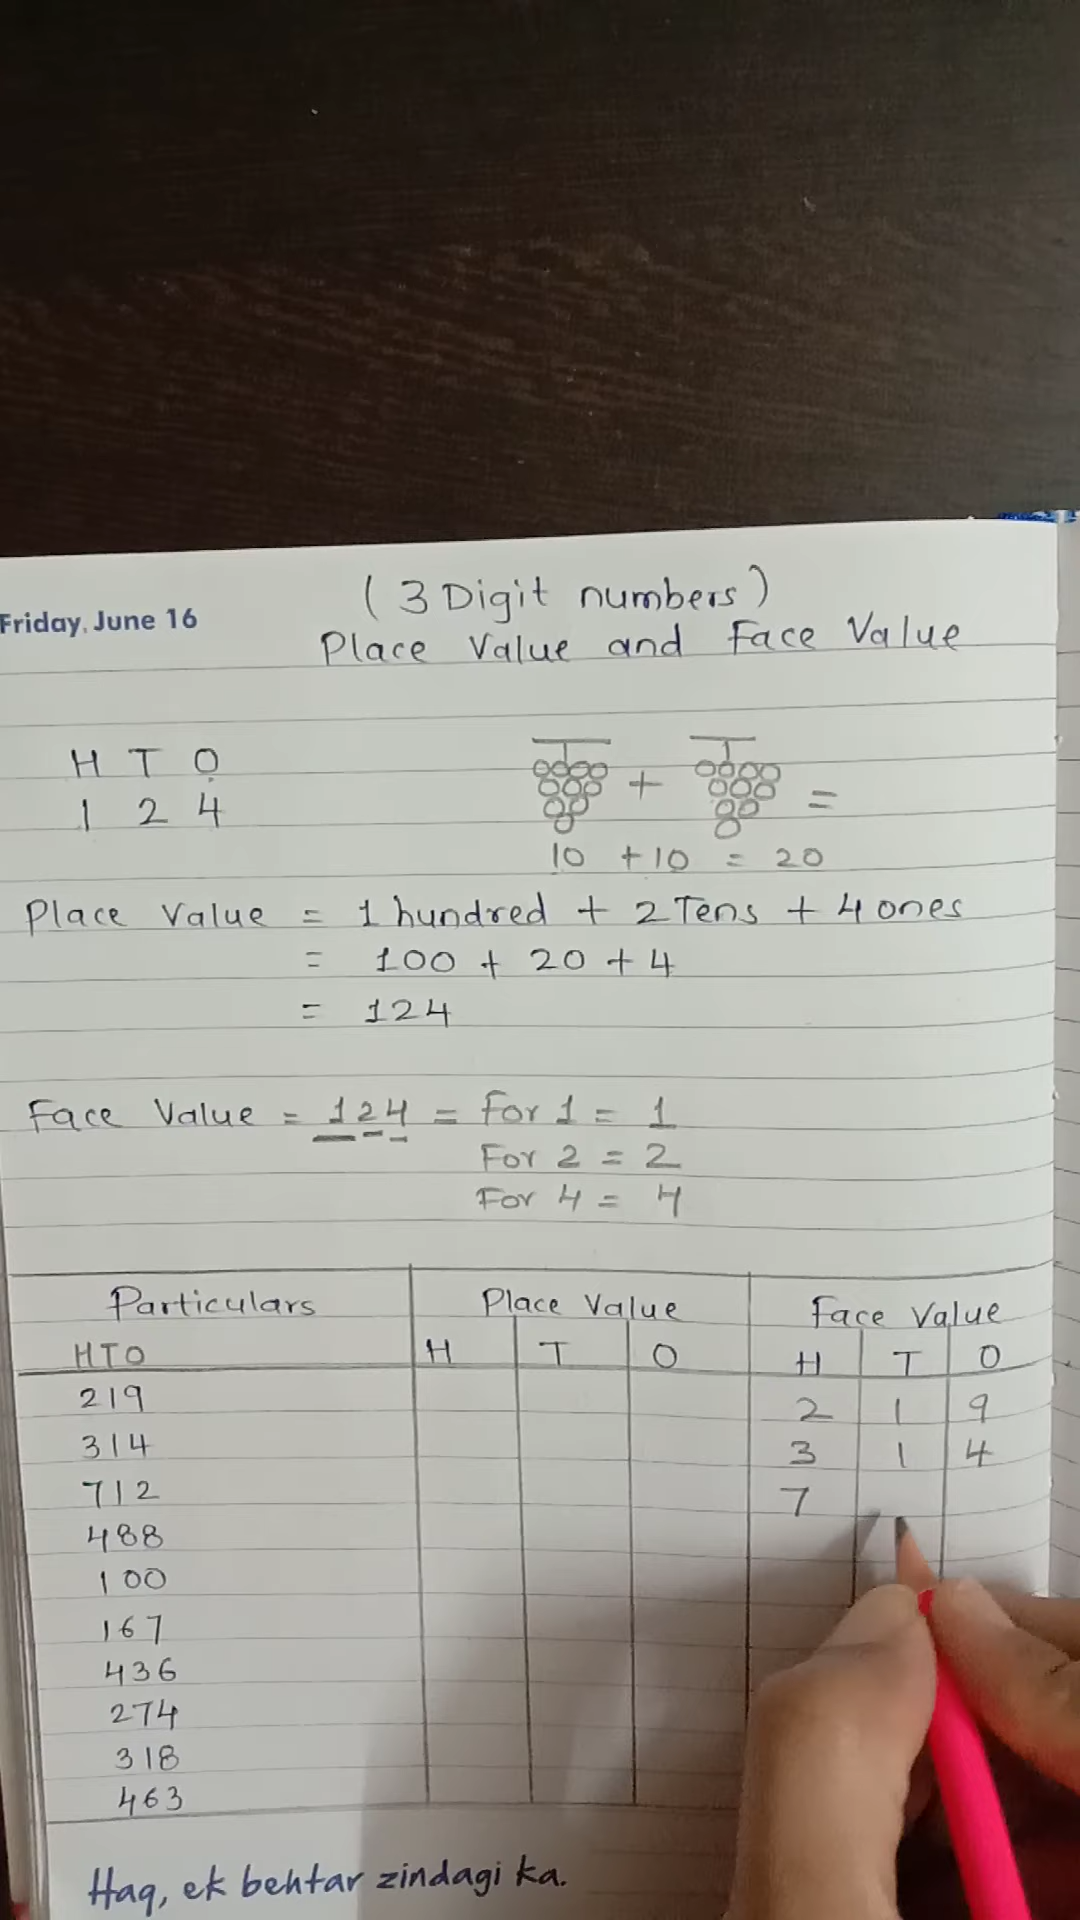 (3 Digit numbers)
Friday, June 16
Place Value and Face Value
H T O
1 2 4
+ =
10 + 10 = 20
Place Value = 1 hundred + 2 Tens + 4 ones
= 100 + 20 + 4
= 124
Face Value = 124 = For 1 = 1
For 2 = 2
For 4 = 4
Particulars Place Value Face Value
HTO H T O H T O
219 2 1 9
314 3 1 4
712 7
488
100
167
436
274
318
463
Haq, ek behtar zindagi ka.